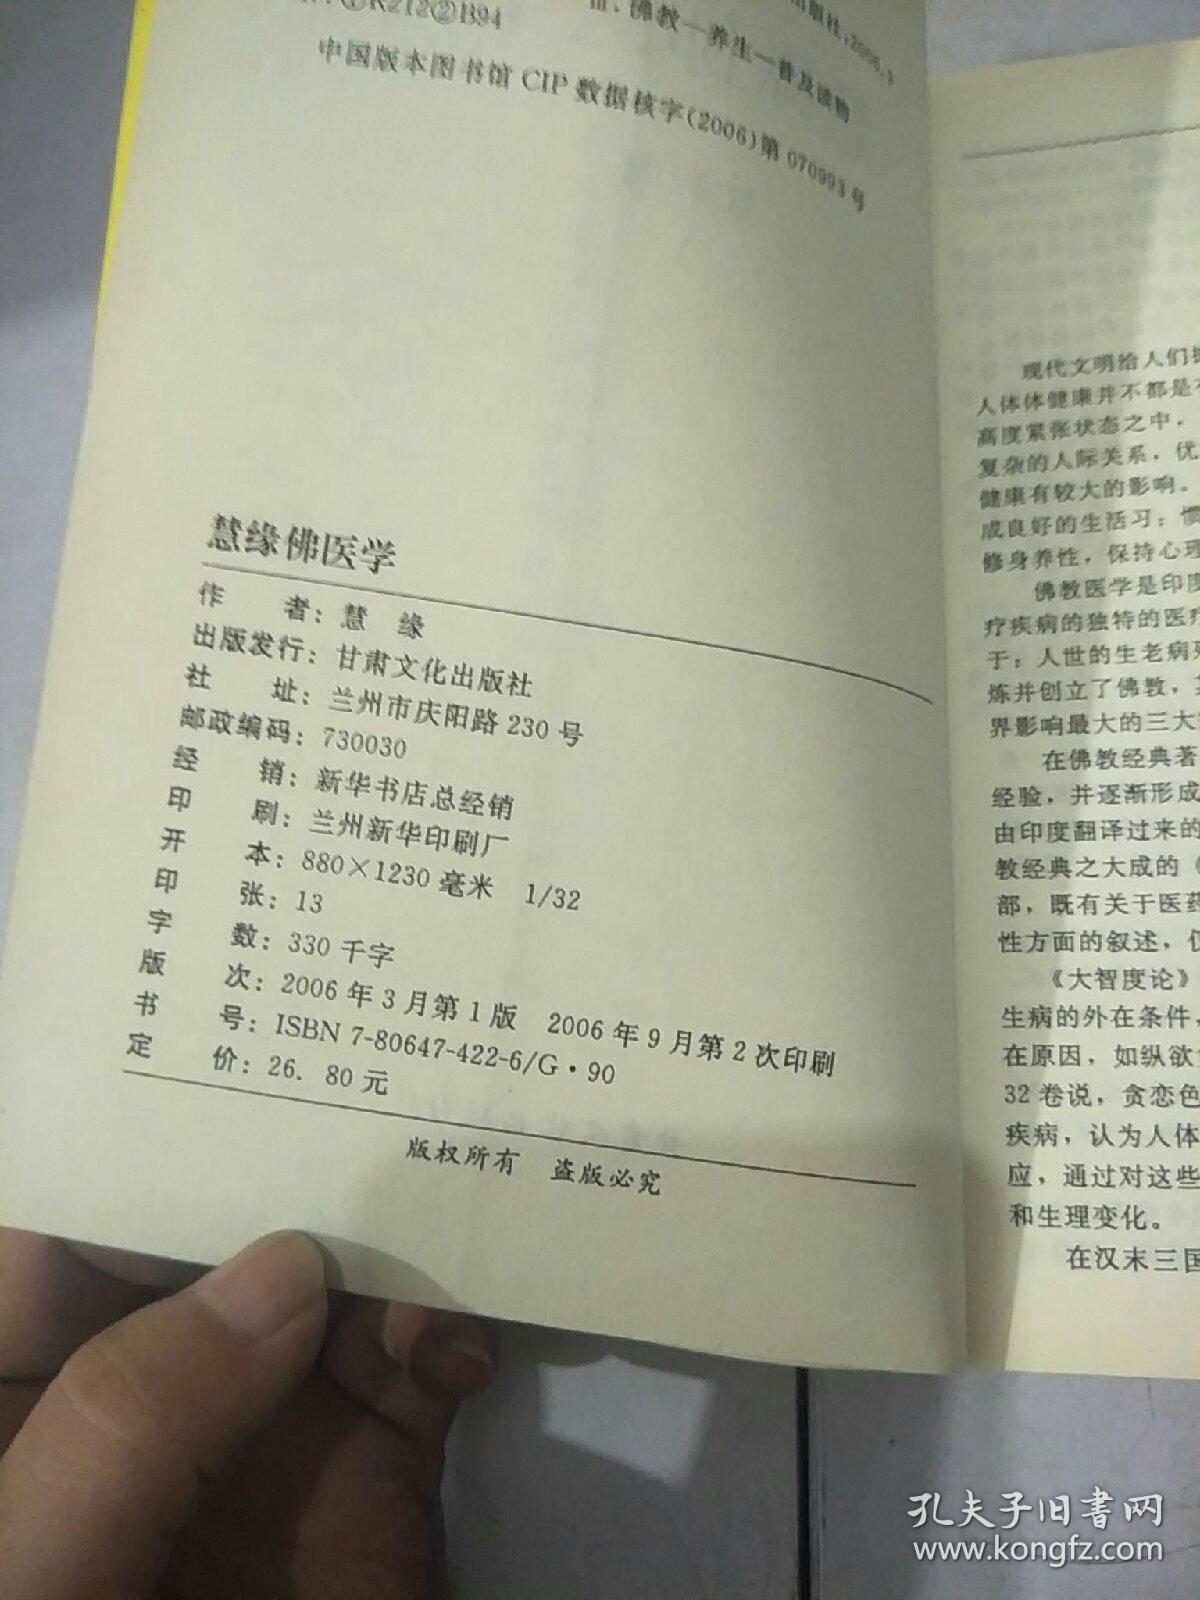 出版社，2006.3
Ⅲ. 佛教—养生—普及读物
①R212②B94
中国版本图书馆 CIP 数据核字（2006）第 070993 号
慧缘佛医学
作 者：慧 缘
出版发行：甘肃文化出版社
社 址：兰州市庆阳路 230 号
邮政编码：730030
经 销：新华书店总经销
印 刷：兰州新华印刷厂
开 本：880×1230 毫米 1/32
印 张：13
字 数：330 千字
版 次：2006 年 3 月第 1 版 2006 年 9 月第 2 次印刷
书 号：ISBN 7-80647-422-6/G·90
定 价：26.80 元
版权所有 盗版必究
现代文明给人们
人体体健康并不都是
高度紧张状态之中，
复杂的人际关系，优
健康有较大的影响。
成良好的生活习；惯
修身养性，保持心理
佛教医学是印度
疗疾病的独特的医疗
于：人世的生老病死
炼并创立了佛教，
界影响最大的三大
在佛教经典著
经验，并逐渐形成
由印度翻译过来的
教经典之大成的《
部，既有关于医药
性方面的叙述，仅
《大智度论》
生病的外在条件，
在原因，如纵欲
32 卷说，贪恋色
疾病，认为人体
应，通过对这些
和生理变化。
在汉末三国
孔夫子旧书网
www.kongfz.com